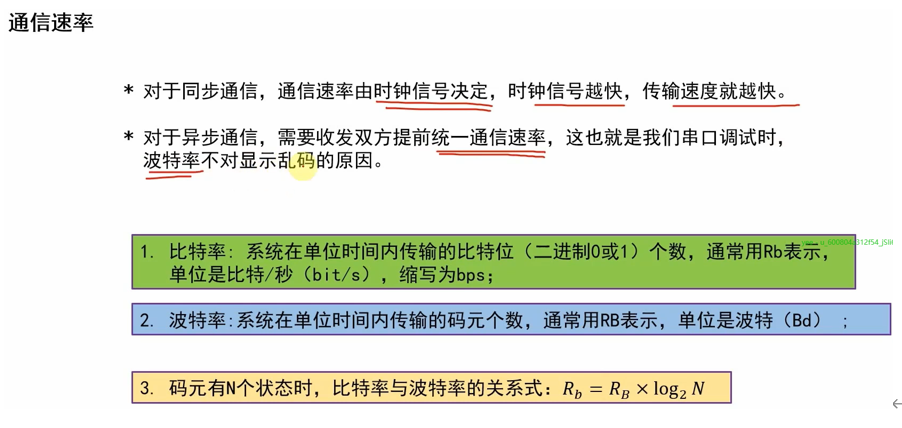 通信速率
* 对于同步通信，通信速率由时钟信号决定，时钟信号越快，传输速度就越快。
* 对于异步通信，需要收发双方提前统一通信速率，这也就是我们串口调试时，
波特率不对显示乱码的原因。
1. 比特率: 系统在单位时间内传输的比特位（二进制0或1）个数，通常用Rb表示，
单位是比特/秒（bit/s），缩写为bps；
2. 波特率:系统在单位时间内传输的码元个数，通常用RB表示，单位是波特（Bd）；
3. 码元有N个状态时，比特率与波特率的关系式：$R_b = R_B \times \log_2 N$